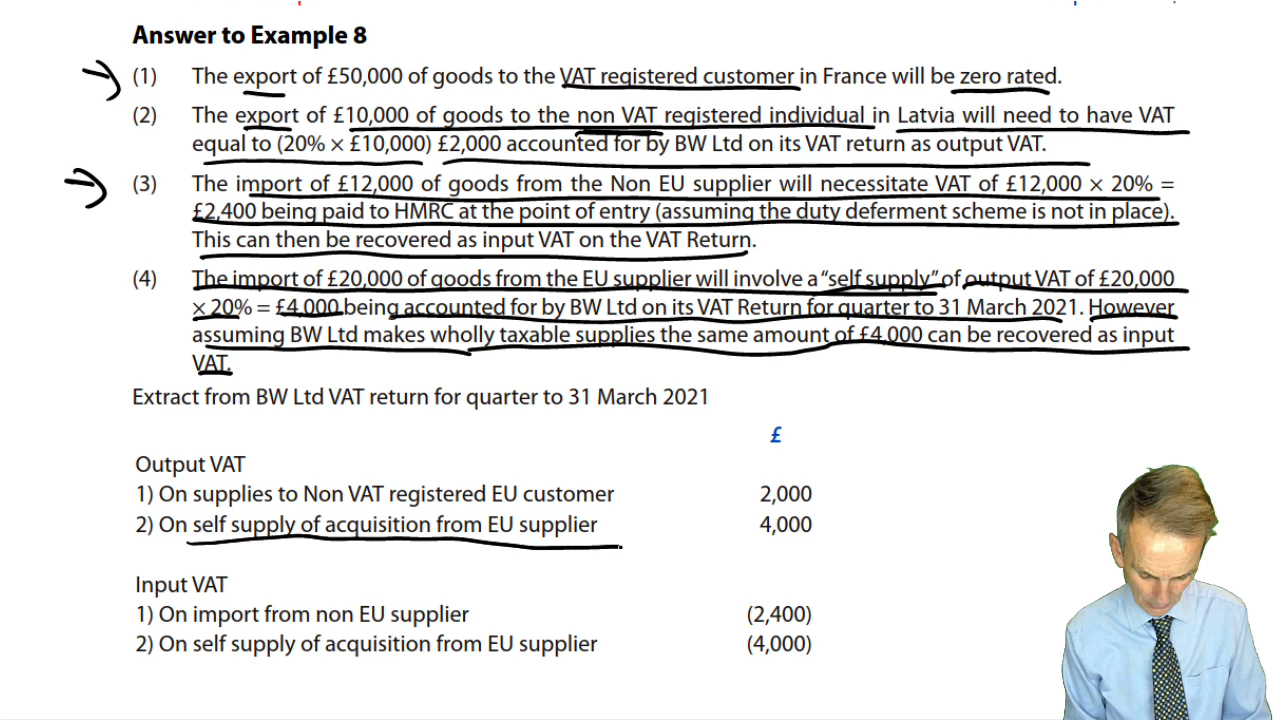 Answer to Example 8
(1) The export of £50,000 of goods to the VAT registered customer in France will be zero rated.
(2) The export of £10,000 of goods to the non VAT registered individual in Latvia will need to have VAT
equal to (20% × £10,000) £2,000 accounted for by BW Ltd on its VAT return as output VAT.
(3) The import of £12,000 of goods from the Non EU supplier will necessitate VAT of £12,000 × 20% =
£2,400 being paid to HMRC at the point of entry (assuming the duty deferment scheme is not in place).
This can then be recovered as input VAT on the VAT Return.
(4) The import of £20,000 of goods from the EU supplier will involve a “self supply” of output VAT of £20,000
× 20% = £4,000 being accounted for by BW Ltd on its VAT Return for quarter to 31 March 2021. However
assuming BW Ltd makes wholly taxable supplies the same amount of £4,000 can be recovered as input
VAT.
Extract from BW Ltd VAT return for quarter to 31 March 2021
£
Output VAT
1) On supplies to Non VAT registered EU customer 2,000
2) On self supply of acquisition from EU supplier 4,000
Input VAT
1) On import from non EU supplier (2,400)
2) On self supply of acquisition from EU supplier (4,000)